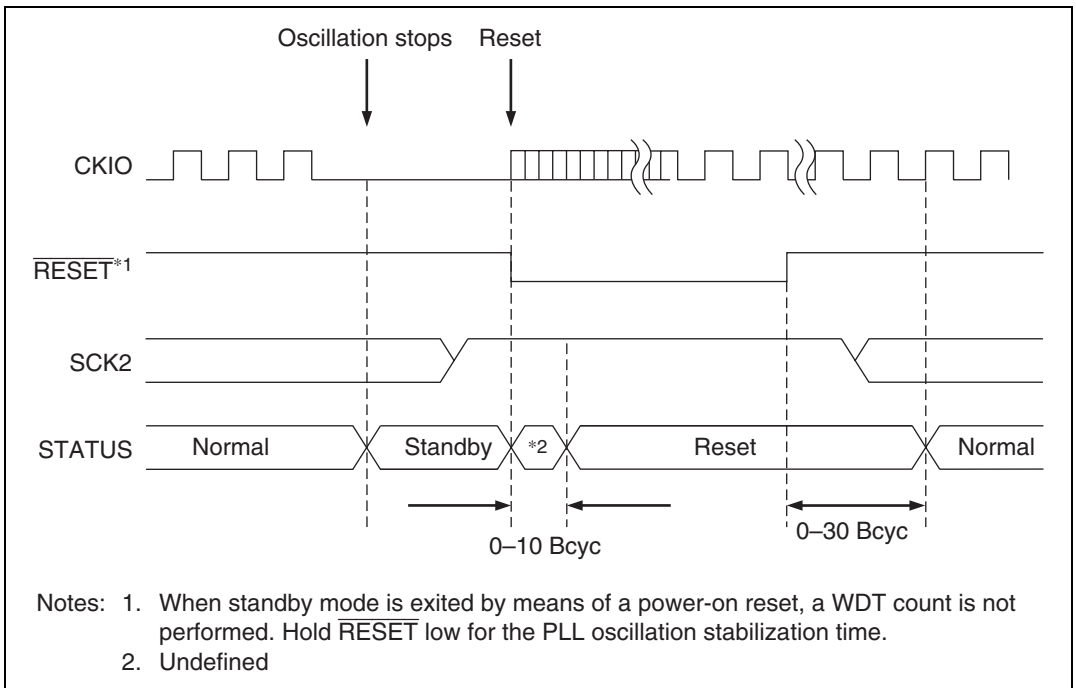 Oscillation stops Reset
CKIO
RESET*1
SCK2
STATUS Normal Standby *2 Reset Normal
0–10 Bcyc 0–30 Bcyc
Notes: 1. When standby mode is exited by means of a power-on reset, a WDT count is not
performed. Hold RESET low for the PLL oscillation stabilization time.
2. Undefined